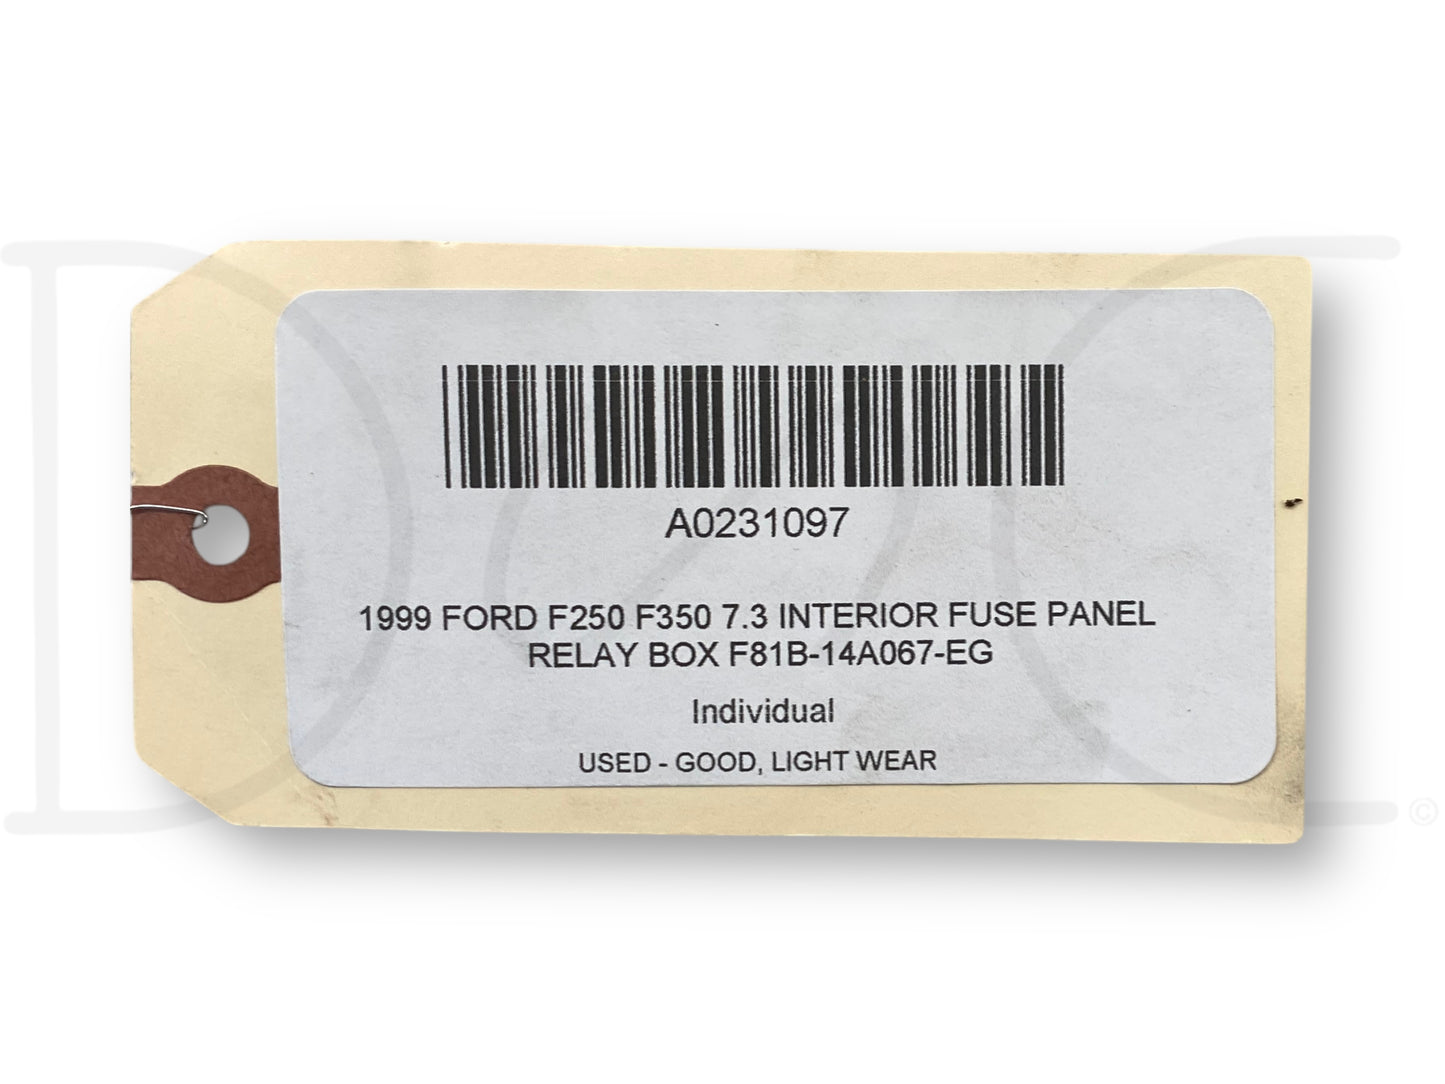 A0231097
1999 FORD F250 F350 7.3 INTERIOR FUSE PANEL
RELAY BOX F81B-14A067-EG
Individual
USED - GOOD, LIGHT WEAR
©